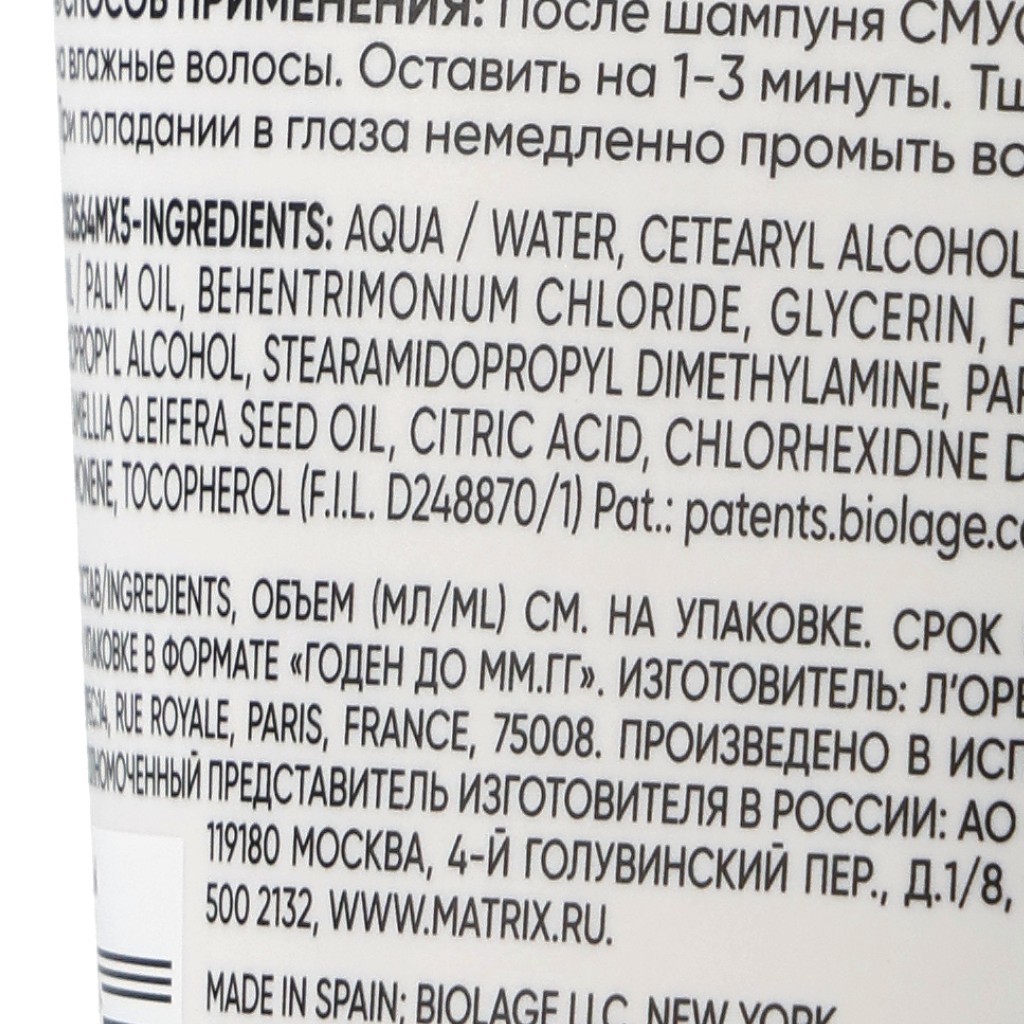 СПОСОБ ПРИМЕНЕНИЯ: После шампуня
влажные волосы. Оставить на 1-3 минуты.
При попадании в глаза немедленно промыть
MX5-INGREDIENTS: AQUA / WATER, CETEARYL ALCOHOL
/ PALM OIL, BEHENTRIMONIUM CHLORIDE, GLYCERIN,
ALCOHOL, STEARAMIDOPROPYL DIMETHYLAMINE,
OLEIFERA SEED OIL, CITRIC ACID, CHLORHEXIDINE
TOCOPHEROL (F.I.L. D248870/1) Pat.: patents.biolage.c
/INGREDIENTS, ОБЪЕМ (МЛ/ML) СМ. НА УПАКОВКЕ. СРОК
В ФОРМАТЕ «ГОДЕН ДО ММ.ГГ». ИЗГОТОВИТЕЛЬ: Л'ОРЕ
RUE ROYALE, PARIS, FRANCE, 75008. ПРОИЗВЕДЕНО В ИСП
ПРЕДСТАВИТЕЛЬ ИЗГОТОВИТЕЛЯ В РОССИИ: АО
119180 МОСКВА, 4-Й ГОЛУВИНСКИЙ ПЕР., Д.1/8,
500 2132, WWW.MATRIX.RU.
MADE IN SPAIN; BIOLAGE LLC, NEW YORK